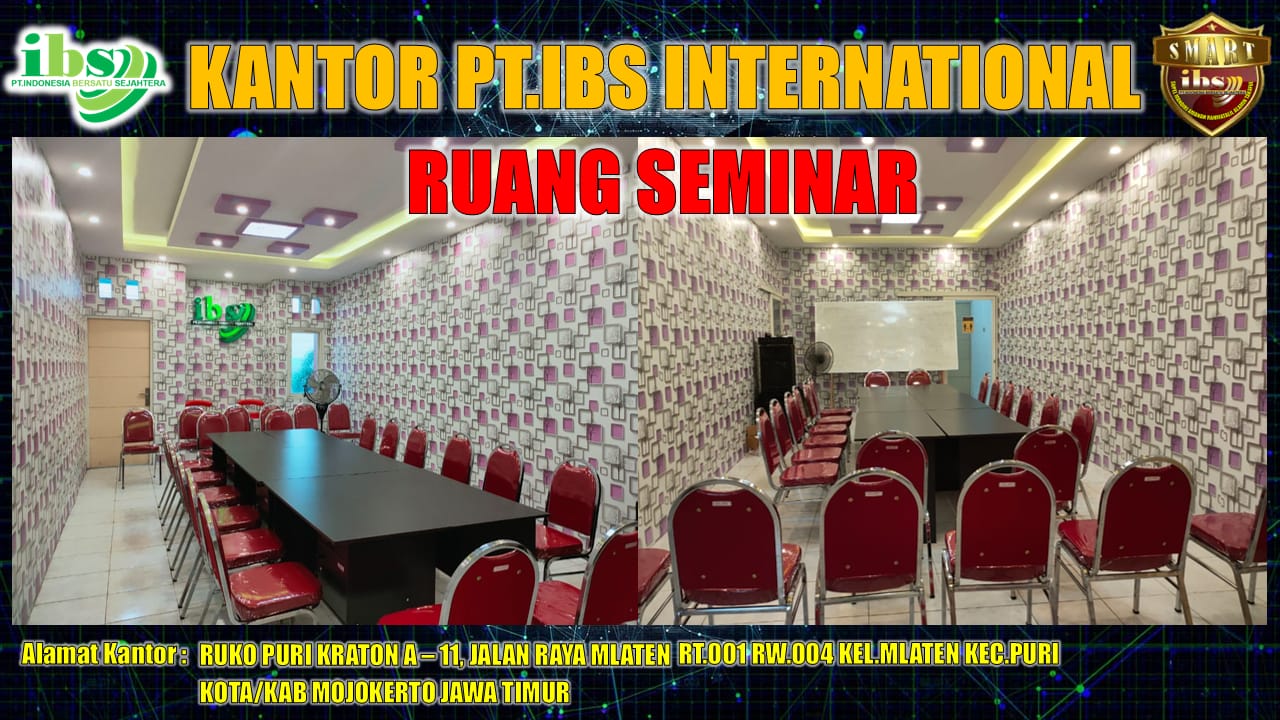 ibs
PT.INDONESIA BERSATU SEJAHTERA
KANTOR PT.IBS INTERNATIONAL
SMART
ibs
RUANG SEMINAR
ibs
Alamat Kantor : RUKO PURI KRATON A – 11, JALAN RAYA MLATEN RT.001 RW.004 KEL.MLATEN KEC.PURI
KOTA/KAB MOJOKERTO JAWA TIMUR